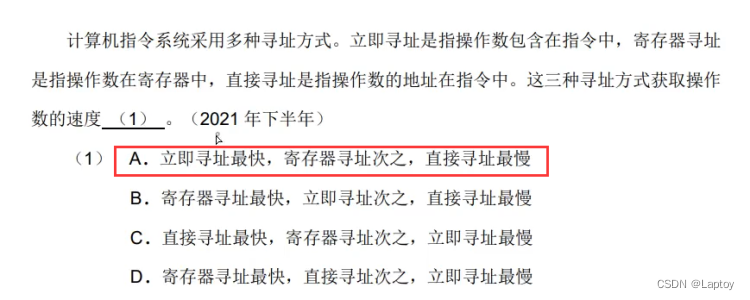 计算机指令系统采用多种寻址方式。立即寻址是指操作数包含在指令中，寄存器寻址
是指操作数在寄存器中，直接寻址是指操作数的地址在指令中。这三种寻址方式获取操作
数的速度 （1） 。（2021 年下半年）
（1） A．立即寻址最快，寄存器寻址次之，直接寻址最慢
B．寄存器寻址最快，立即寻址次之，直接寻址最慢
C．直接寻址最快，寄存器寻址次之，立即寻址最慢
D．寄存器寻址最快，直接寻址次之，立即寻址最慢
CSDN @Laptoy